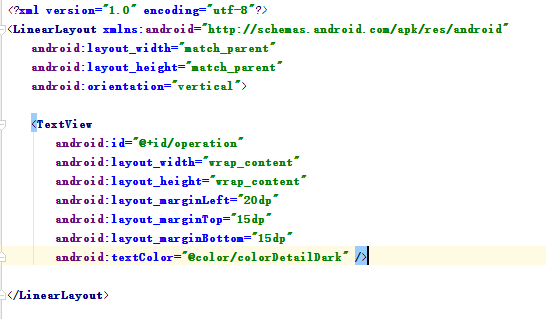 <?xml version="1.0" encoding="utf-8"?>
<LinearLayout xmlns:android="http://schemas.android.com/apk/res/android"
    android:layout_width="match_parent"
    android:layout_height="match_parent"
    android:orientation="vertical">
    <TextView
        android:id="@+id/operation"
        android:layout_width="wrap_content"
        android:layout_height="wrap_content"
        android:layout_marginLeft="20dp"
        android:layout_marginTop="15dp"
        android:layout_marginBottom="15dp"
        android:textColor="@color/colorDetailDark" />
</LinearLayout>